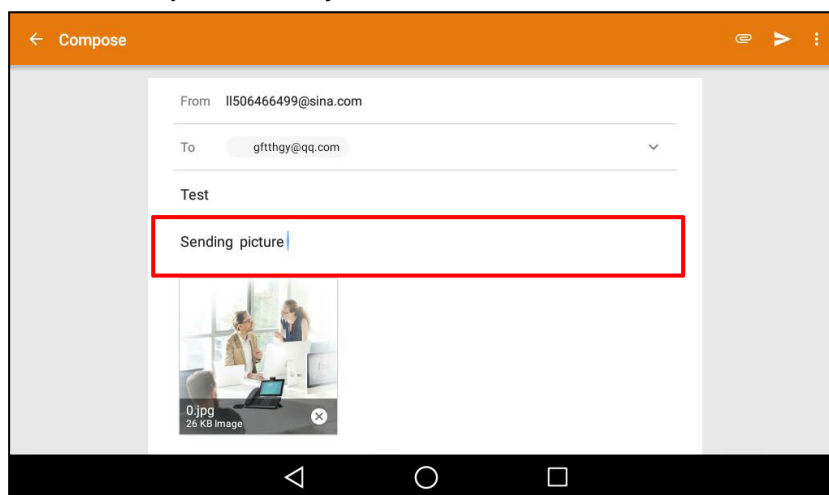 Compose
From ll506466499@sina.com
To gftthgy@qq.com
Test
Sending picture
0.jpg
26 KB Image